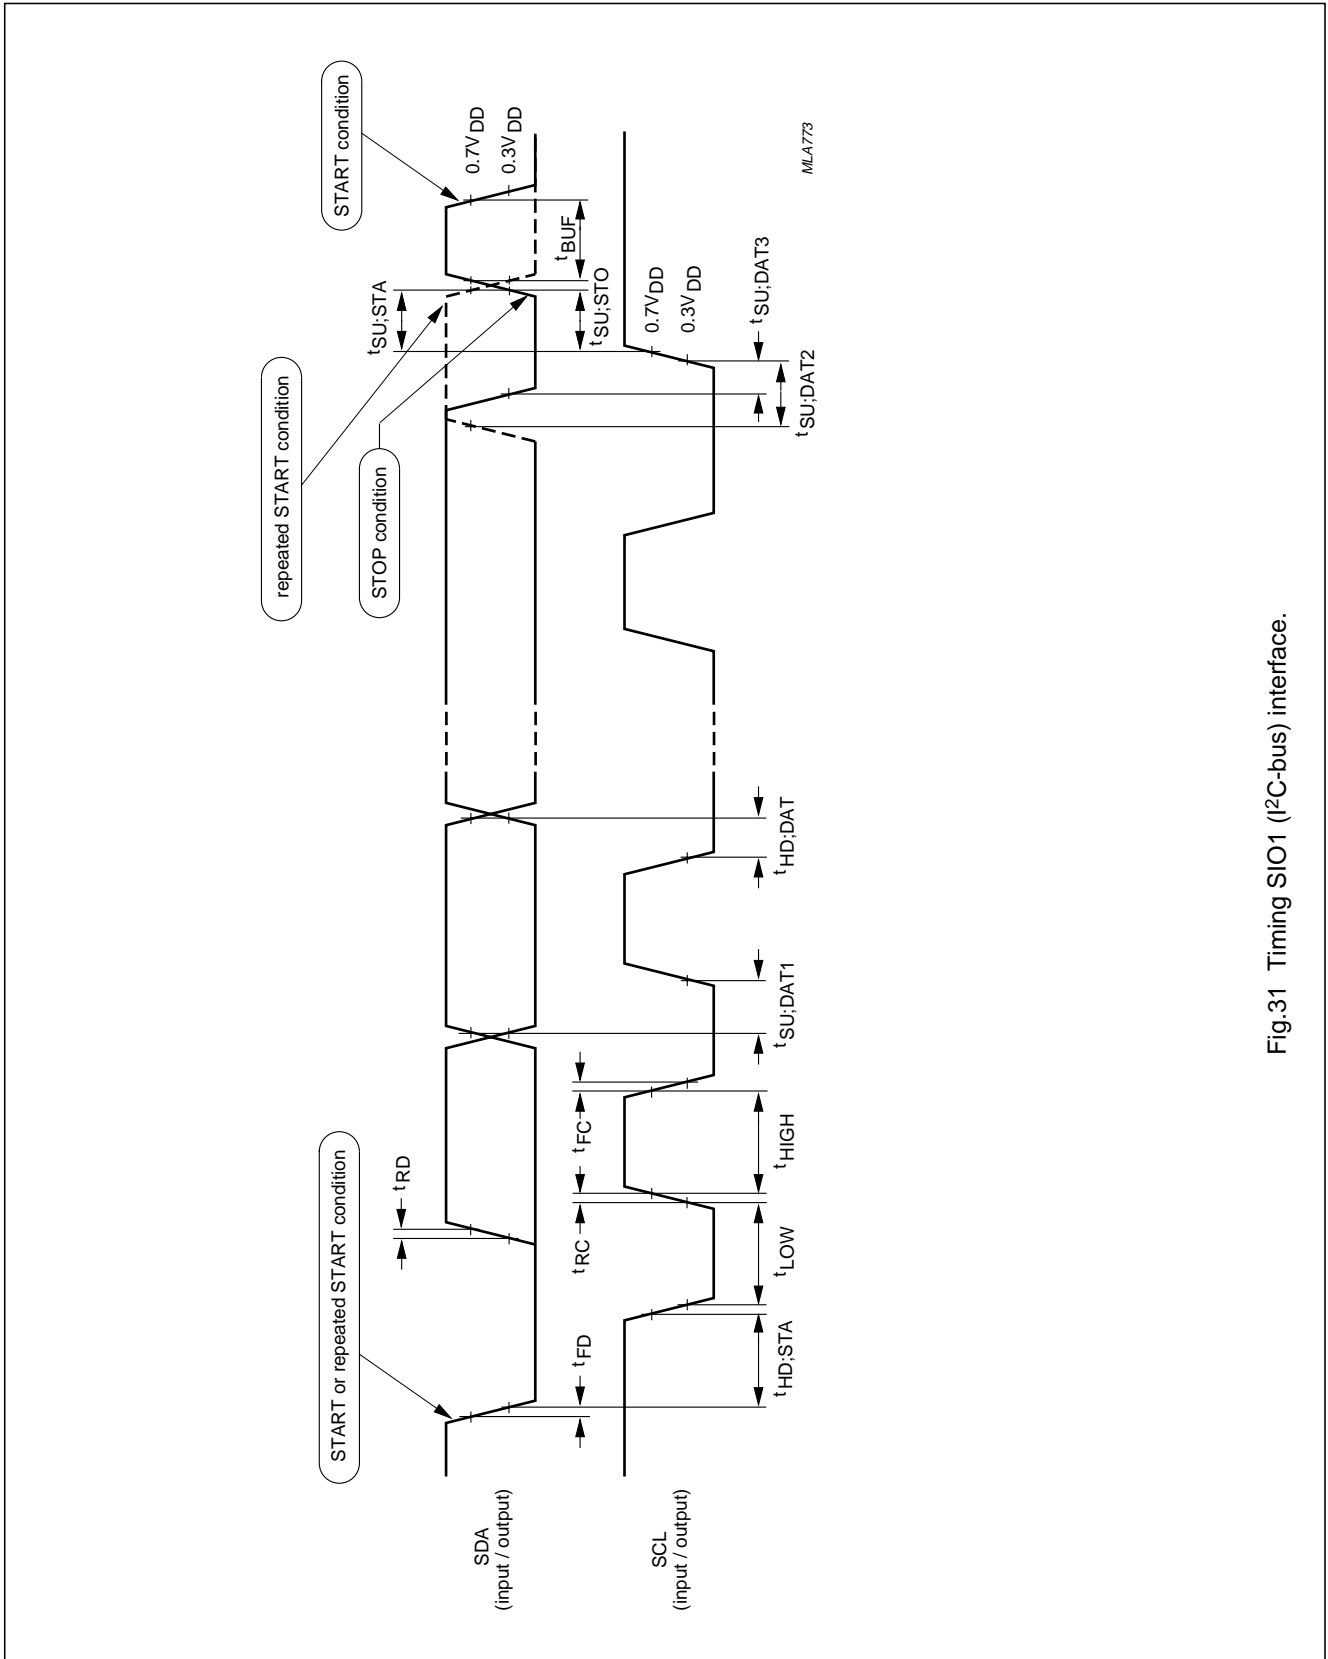 START or repeated START condition
repeated START condition
START condition
STOP condition
tRD
tSU;STA
SDA
(input / output)
0.7VDD
0.3VDD
tFD
tRC
tFC
tSU;STO
tBUF
SCL
(input / output)
0.7VDD
0.3VDD
tHD;STA
tLOW
tHIGH
tSU;DAT1
tHD;DAT
tSU;DAT2
tSU;DAT3
MLA773
Fig.31 Timing SIO1 (I²C-bus) interface.